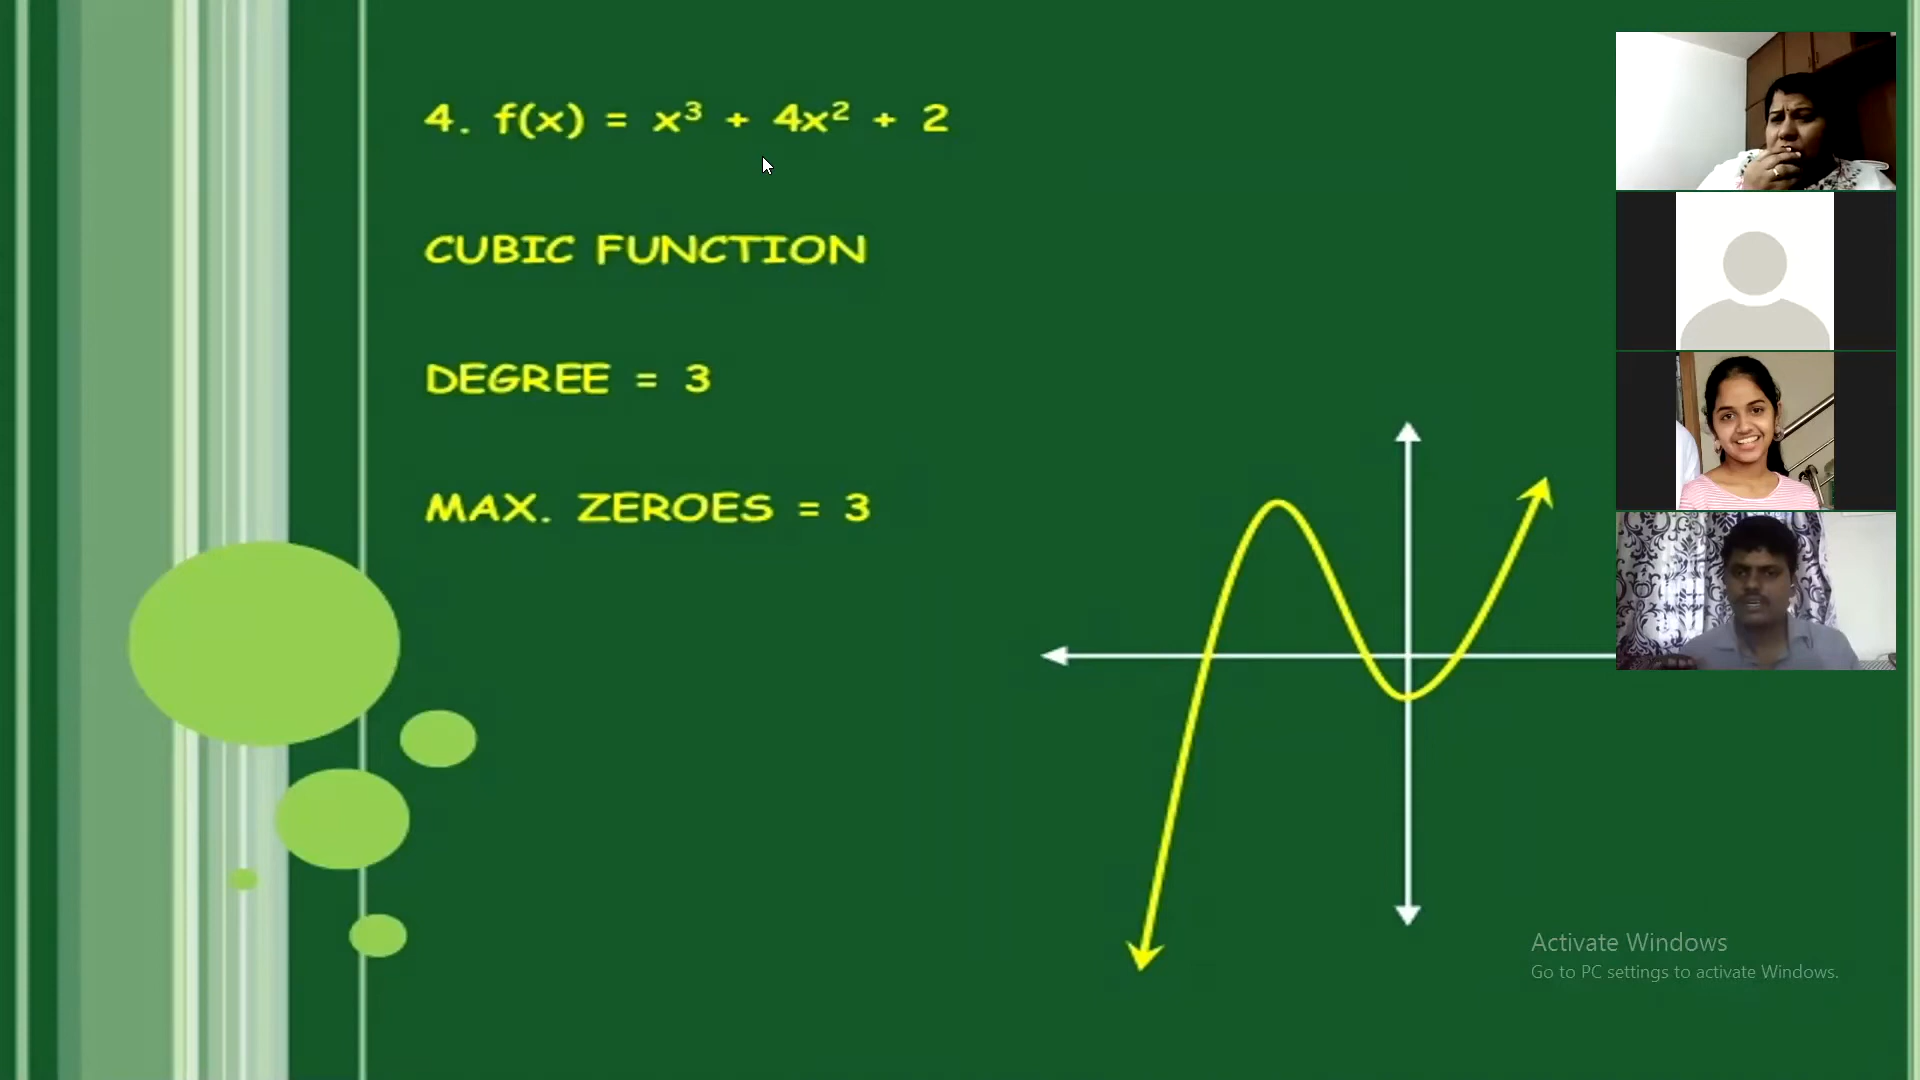 4. f(x) = x³ + 4x² + 2
CUBIC FUNCTION
DEGREE = 3
MAX. ZEROES = 3
Activate Windows
Go to PC settings to activate Windows.